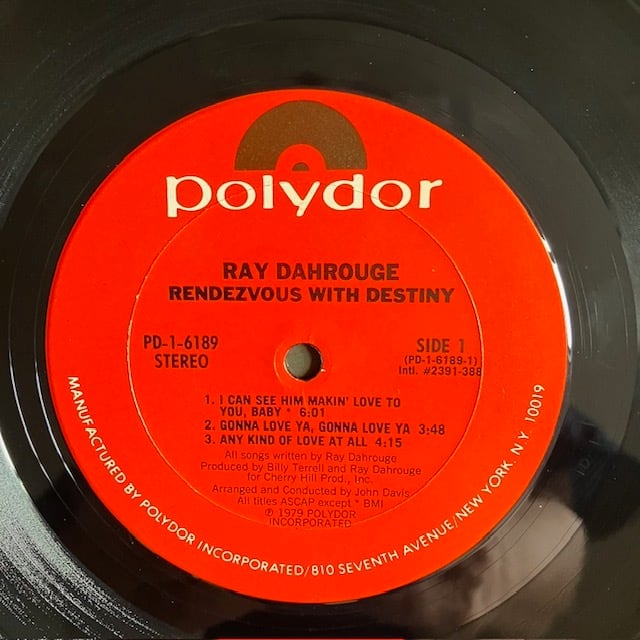 polydor
RAY DAHROUGE
RENDEZVOUS WITH DESTINY
PD-1-6189
STEREO
SIDE 1
(PD-1-6189-1)
Intl. #2391-388
1. I CAN SEE HIM MAKIN' LOVE TO
YOU, BABY * 6:01
2. GONNA LOVE YA, GONNA LOVE YA 3:48
3. ANY KIND OF LOVE AT ALL 4:15
All songs written by Ray Dahrouge
Produced by Billy Terrell and Ray Dahrouge
for Cherry Hill Prod., Inc.
Arranged and Conducted by John Davis
All titles ASCAP except * BMI
℗ 1979 POLYDOR
INCORPORATED
MANUFACTURED BY POLYDOR INCORPORATED/810 SEVENTH AVENUE/NEW YORK, N.Y. 10019